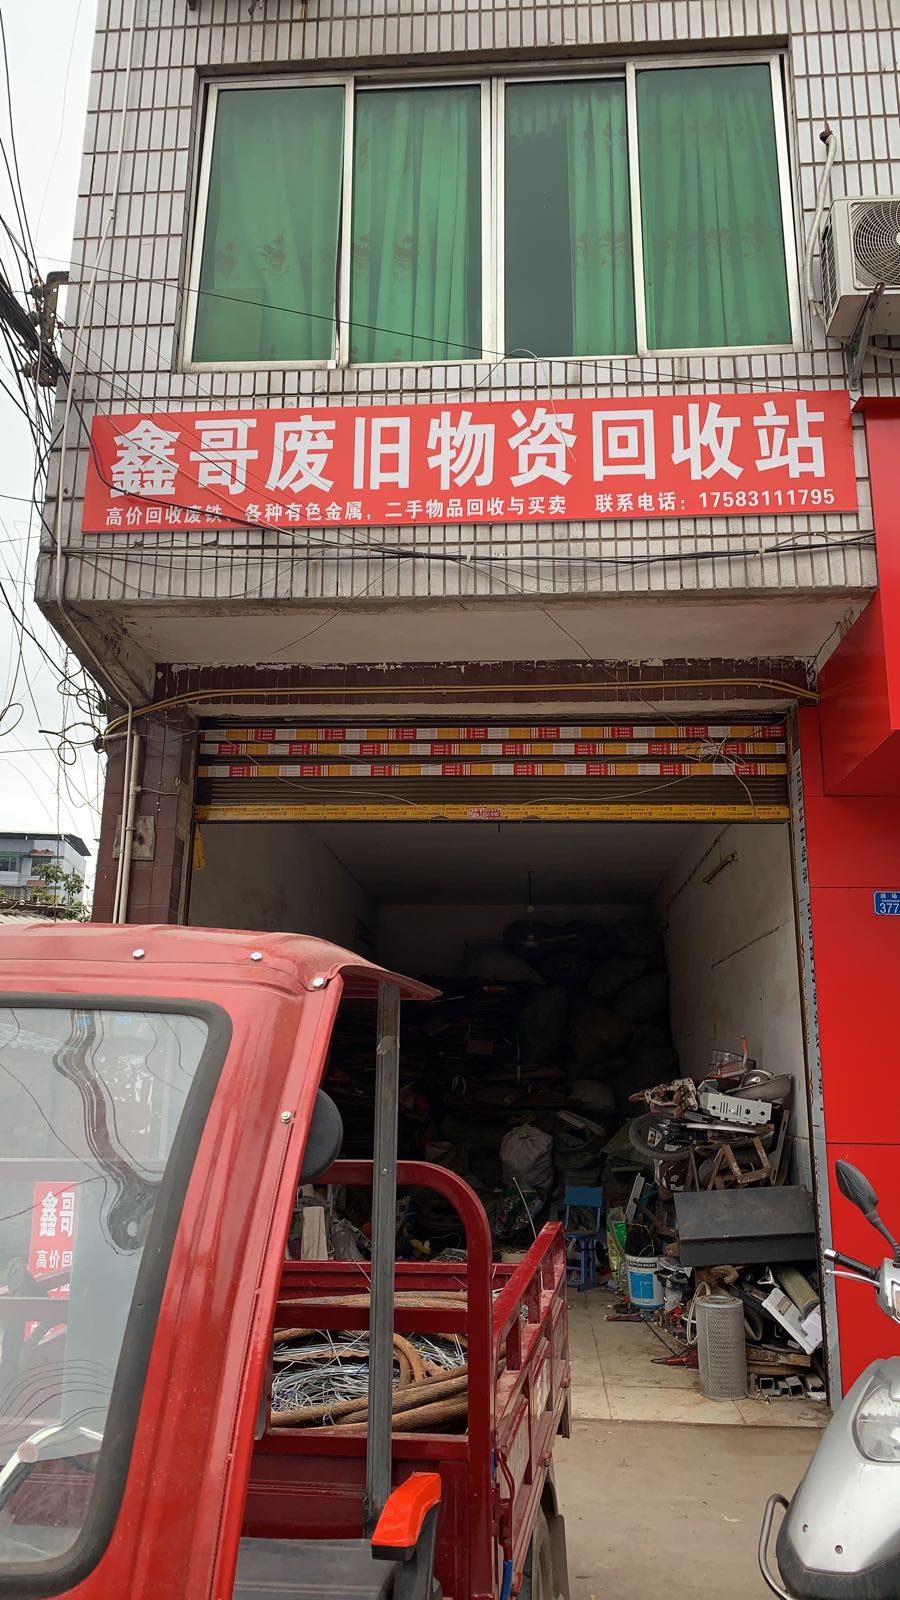 鑫哥废旧物资回收站
高价回收废铁、各种有色金属，二手物品回收与买卖 联系电话：17583111795
377
鑫哥
高价回